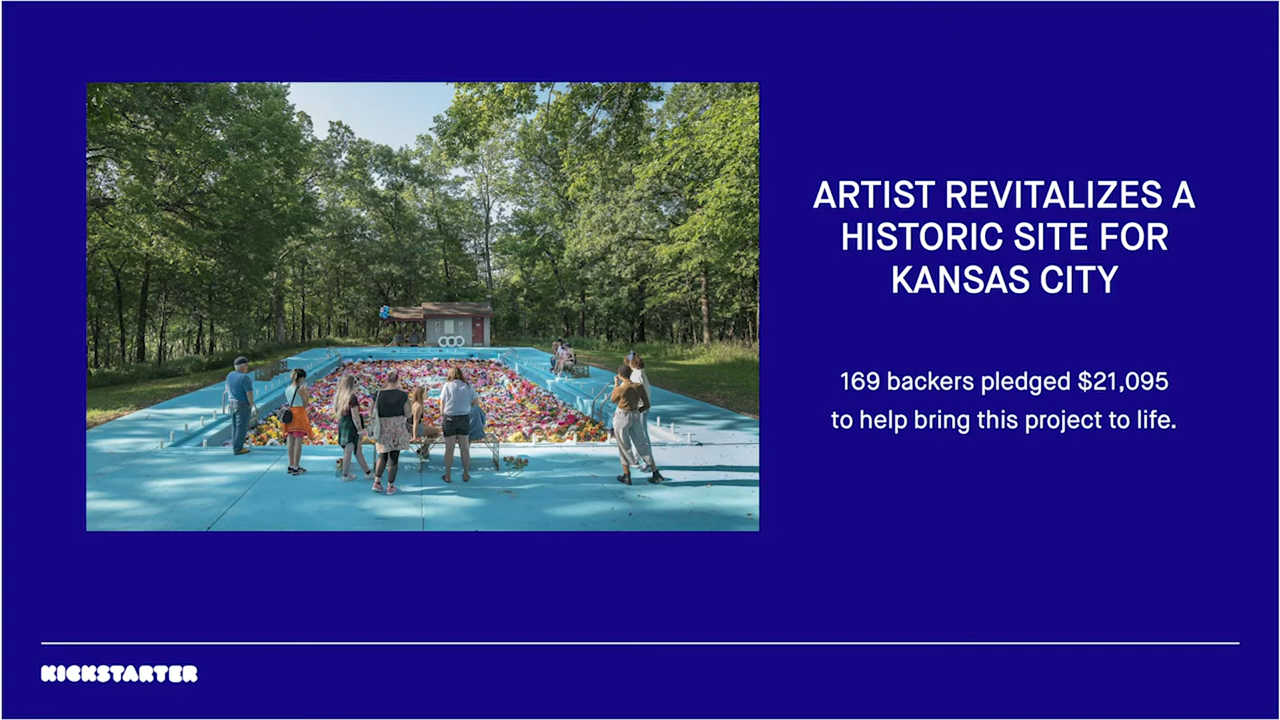 ARTIST REVITALIZES A
HISTORIC SITE FOR
KANSAS CITY
169 backers pledged $21,095
to help bring this project to life.
KICKSTARTER